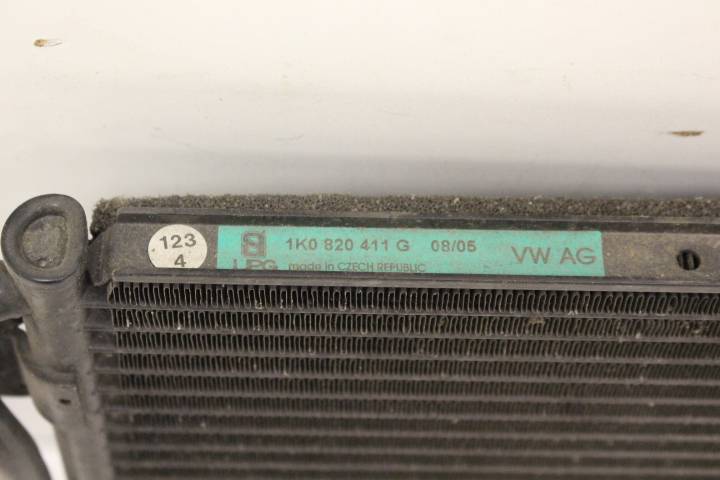 123
4
1K0 820 411 G 08/05
made in CZECH REPUBLIC
VW AG